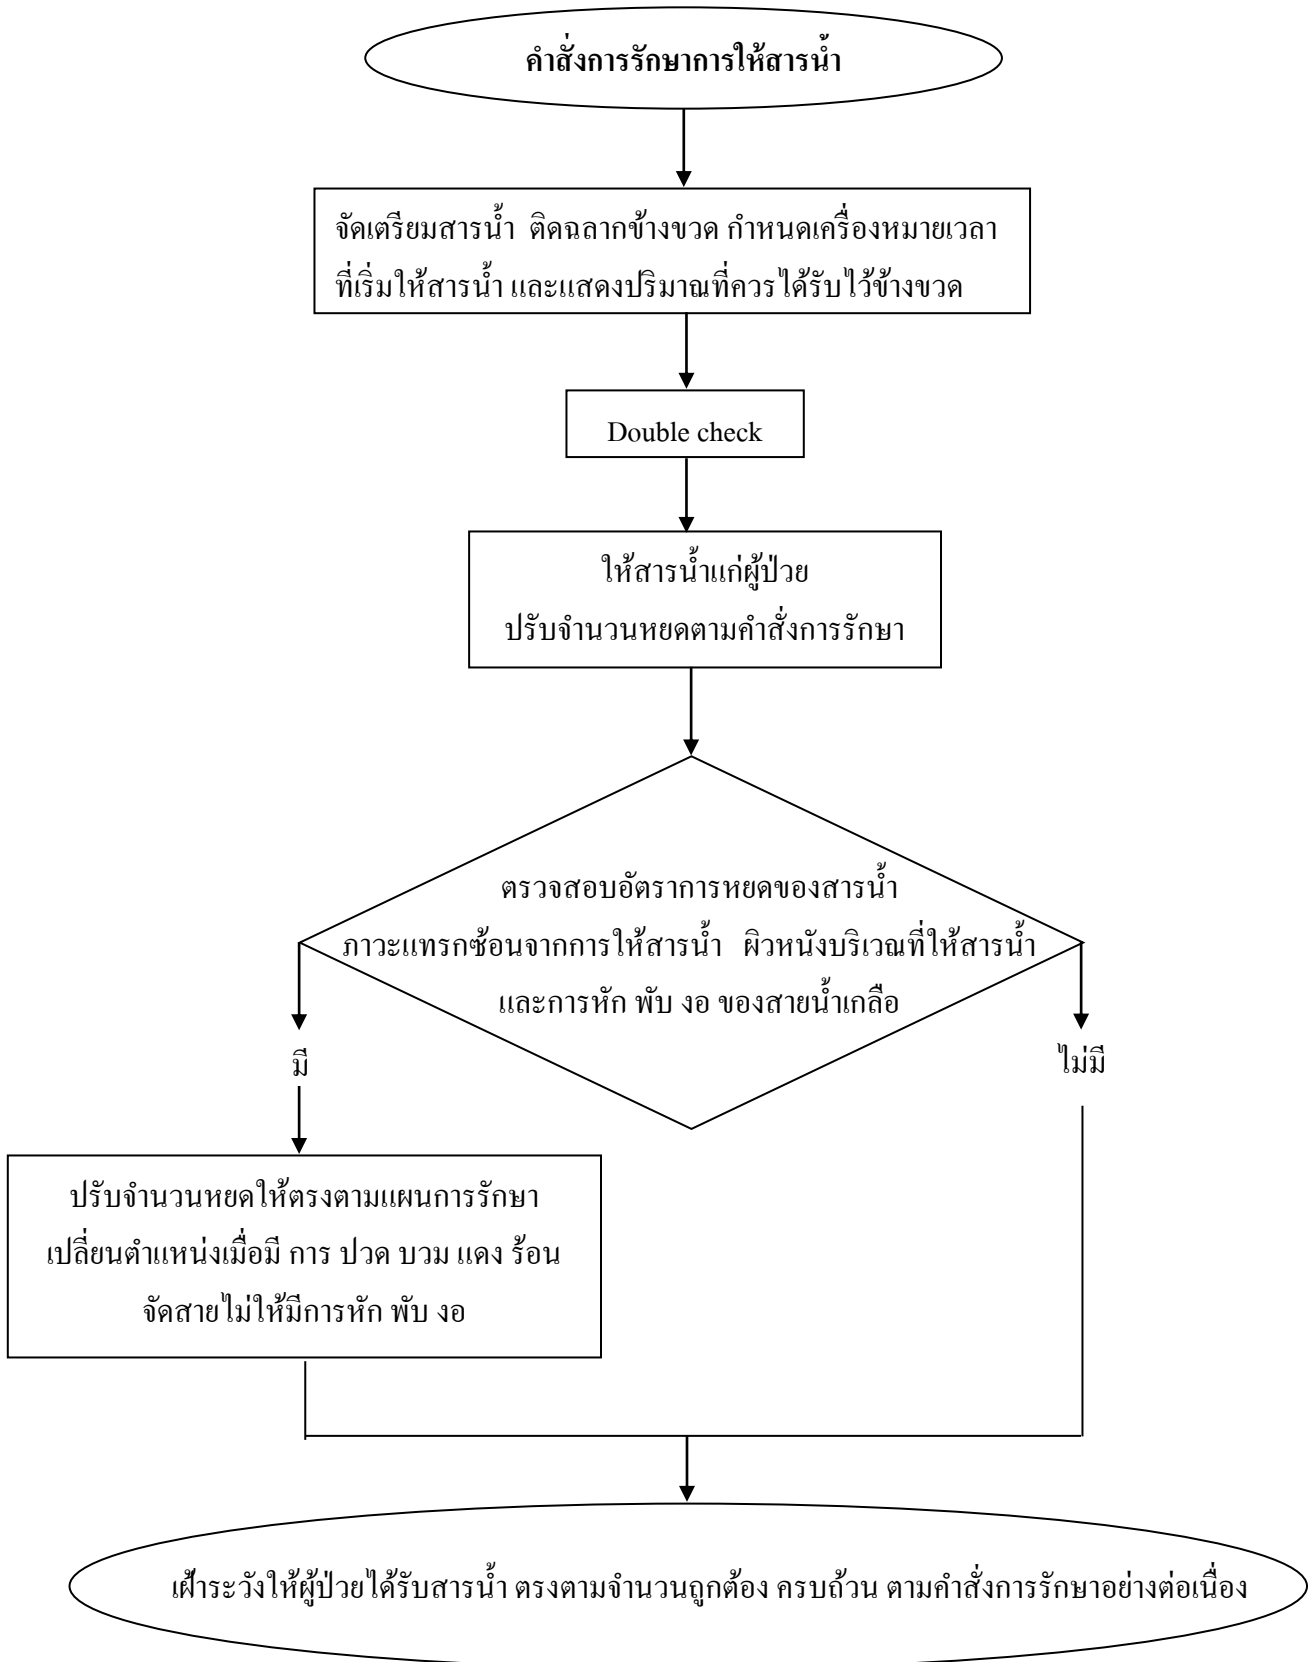 คำสั่งการรักษาการให้สารน้ำ
จัดเตรียมสารน้ำ ติดฉลากข้างขวด กำหนดเครื่องหมายเวลา
ที่เริ่มให้สารน้ำ และแสดงปริมาณที่ควรได้รับไว้ข้างขวด
Double check
ให้สารน้ำแก่ผู้ป่วย
ปรับจำนวนหยดตามคำสั่งการรักษา
ตรวจสอบอัตราการหยดของสารน้ำ
ภาวะแทรกซ้อนจากการให้สารน้ำ ผิวหนังบริเวณที่ให้สารน้ำ
และการหัก พับ งอ ของสายน้ำเกลือ
มี
ไม่มี
ปรับจำนวนหยดให้ตรงตามแผนการรักษา
เปลี่ยนตำแหน่งเมื่อมี การ ปวด บวม แดง ร้อน
จัดสายไม่ให้มีการหัก พับ งอ
เฝ้าระวังให้ผู้ป่วยได้รับสารน้ำ ตรงตามจำนวนถูกต้อง ครบถ้วน ตามคำสั่งการรักษาอย่างต่อเนื่อง